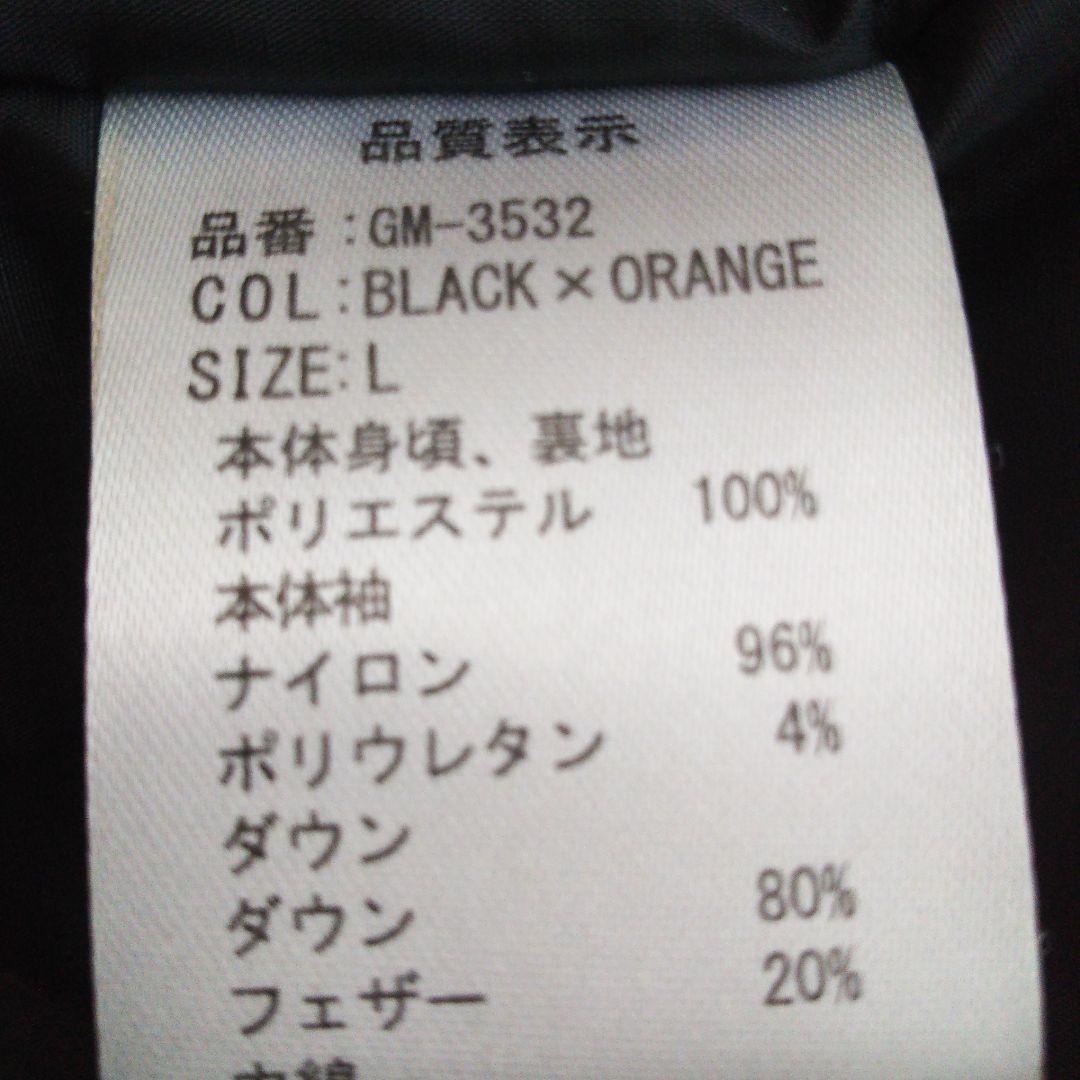 品質表示
品番:GM-3532
COL:BLACK×ORANGE
SIZE:L
本体身頃、裏地
ポリエステル 100%
本体袖
ナイロン 96%
ポリウレタン 4%
ダウン
ダウン 80%
フェザー 20%